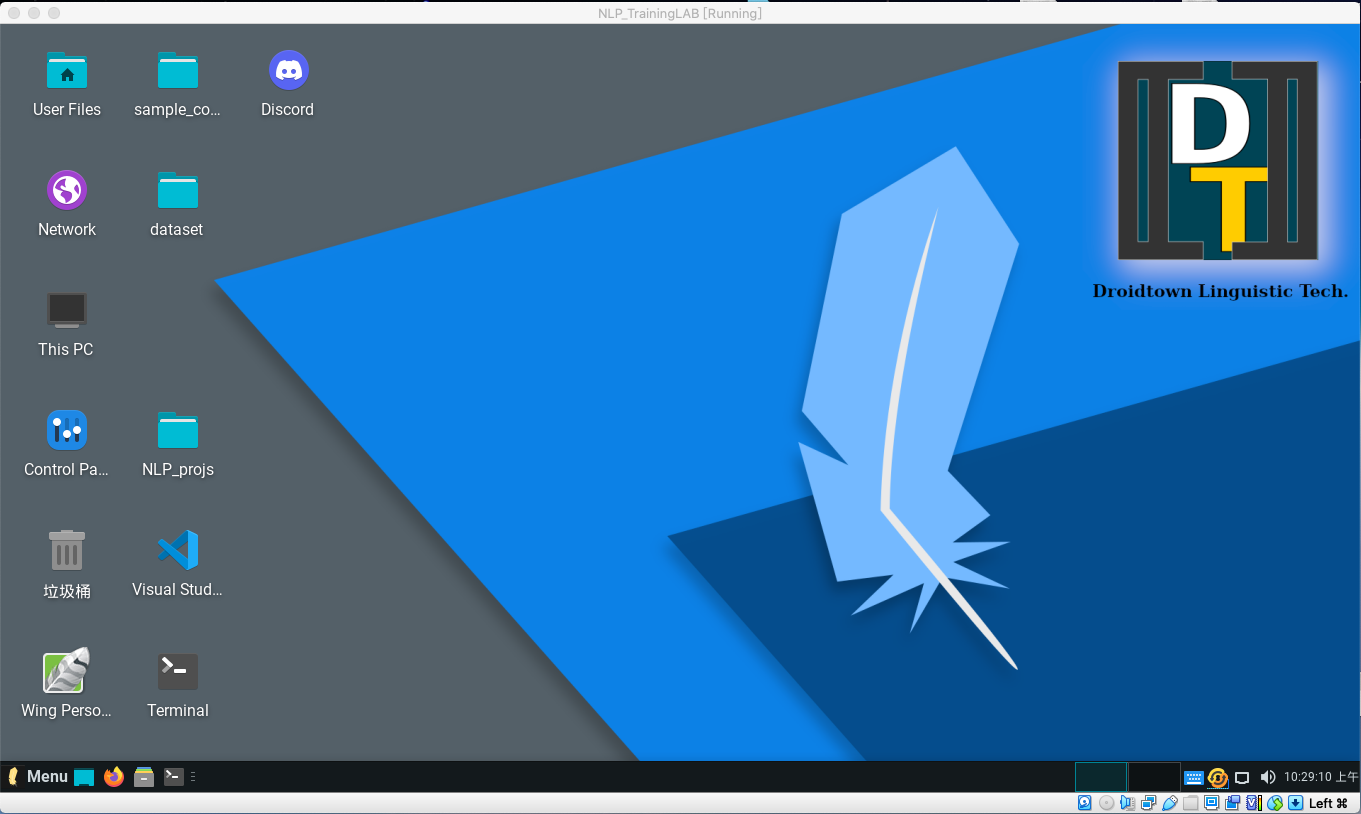 NLP_TrainingLAB [Running]
User Files
sample_co...
Discord
DT
Droidtown Linguistic Tech.
Network
dataset
This PC
Control Pa...
NLP_projs
垃圾桶
Visual Stud...
Wing Perso...
Terminal
Menu
10:29:10 上午
Left ⌘